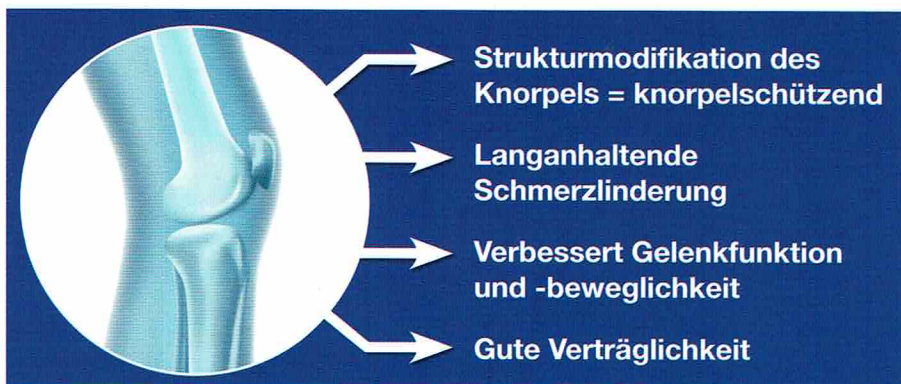 Strukturmodifikation des
Knorpels = knorpelschützend
Langanhaltende
Schmerzlinderung
Verbessert Gelenkfunktion
und -beweglichkeit
Gute Verträglichkeit